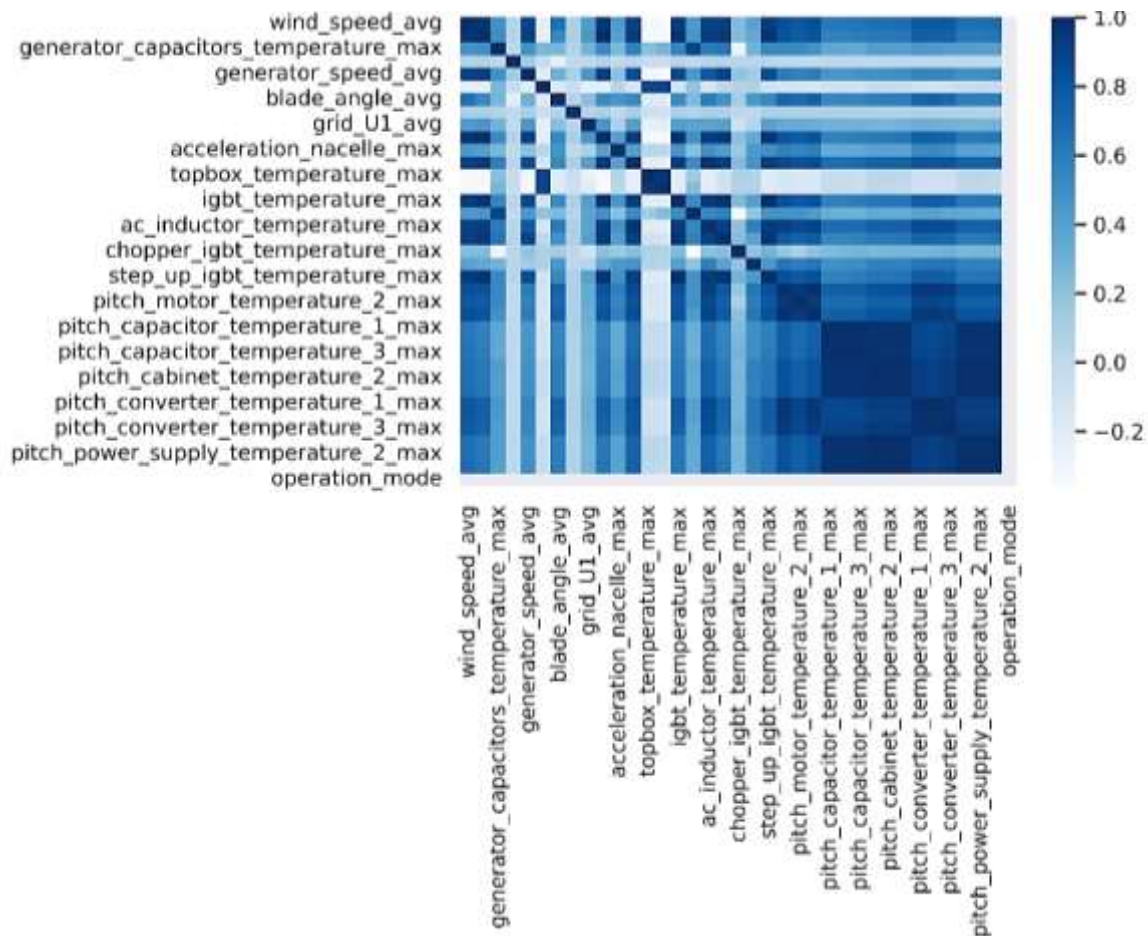 wind_speed_avg
generator_capacitors_temperature_max
generator_speed_avg
blade_angle_avg
grid_U1_avg
acceleration_nacelle_max
topbox_temperature_max
igbt_temperature_max
ac_inductor_temperature_max
chopper_igbt_temperature_max
step_up_igbt_temperature_max
pitch_motor_temperature_2_max
pitch_capacitor_temperature_1_max
pitch_capacitor_temperature_3_max
pitch_cabinet_temperature_2_max
pitch_converter_temperature_1_max
pitch_converter_temperature_3_max
pitch_power_supply_temperature_2_max
operation_mode
1.0
0.8
0.6
0.4
0.2
0.0
−0.2
wind_speed_avg
generator_capacitors_temperature_max
generator_speed_avg
blade_angle_avg
grid_U1_avg
acceleration_nacelle_max
topbox_temperature_max
igbt_temperature_max
ac_inductor_temperature_max
chopper_igbt_temperature_max
step_up_igbt_temperature_max
pitch_motor_temperature_2_max
pitch_capacitor_temperature_1_max
pitch_capacitor_temperature_3_max
pitch_cabinet_temperature_2_max
pitch_converter_temperature_1_max
pitch_converter_temperature_3_max
pitch_power_supply_temperature_2_max
operation_mode